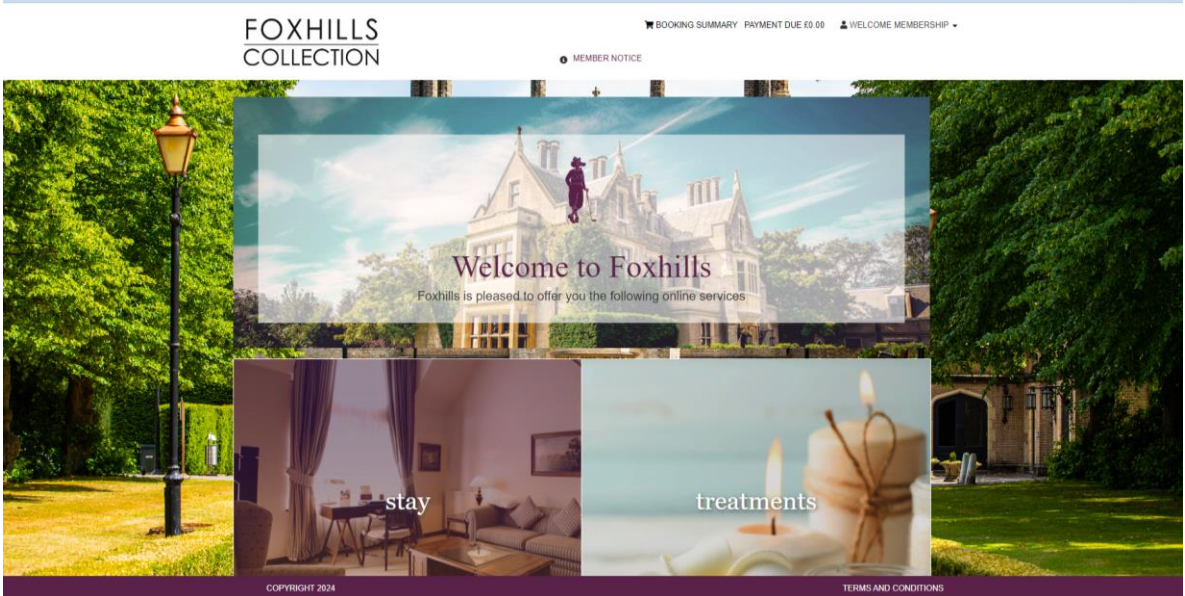 FOXHILLS
COLLECTION
BOOKING SUMMARY PAYMENT DUE £0.00 WELCOME MEMBERSHIP
MEMBER NOTICE
Welcome to Foxhills
Foxhills is pleased to offer you the following online services
stay
treatments
COPYRIGHT 2024 TERMS AND CONDITIONS